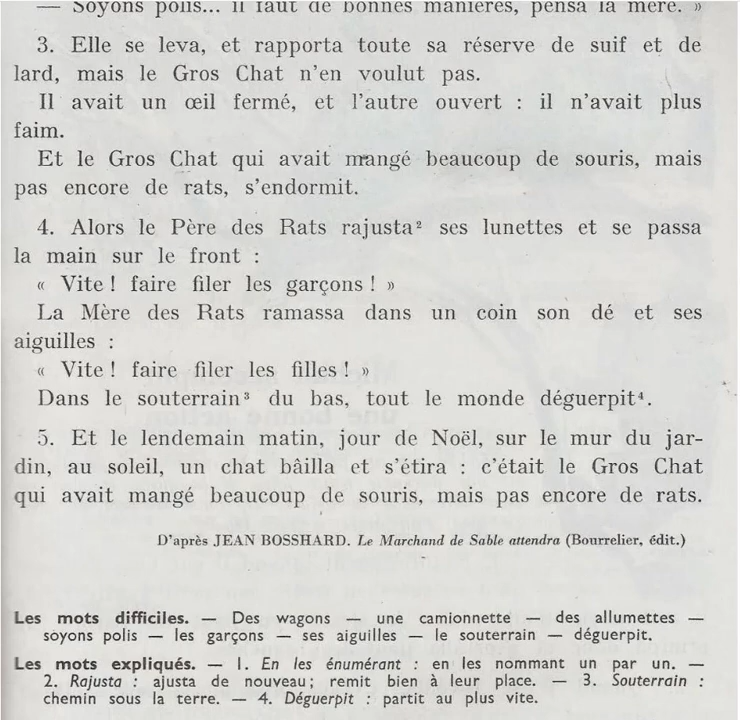 — Soyons polis... il faut de bonnes manières, pensa la mère. »
3. Elle se leva, et rapporta toute sa réserve de suif et de
lard, mais le Gros Chat n'en voulut pas.
Il avait un œil fermé, et l'autre ouvert : il n'avait plus
faim.
Et le Gros Chat qui avait mangé beaucoup de souris, mais
pas encore de rats, s'endormit.
4. Alors le Père des Rats rajusta² ses lunettes et se passa
la main sur le front :
« Vite ! faire filer les garçons ! »
La Mère des Rats ramassa dans un coin son dé et ses
aiguilles :
« Vite ! faire filer les filles ! »
Dans le souterrain³ du bas, tout le monde déguerpit⁴.
5. Et le lendemain matin, jour de Noël, sur le mur du jar-
din, au soleil, un chat bâilla et s'étira : c'était le Gros Chat
qui avait mangé beaucoup de souris, mais pas encore de rats.
D'après JEAN BOSSHARD. Le Marchand de Sable attendra (Bourrelier, édit.)
Les mots difficiles. — Des wagons — une camionnette — des allumettes —
soyons polis — les garçons — ses aiguilles — le souterrain — déguerpit.
Les mots expliqués. — 1. En les énumérant : en les nommant un par un. —
2. Rajusta : ajusta de nouveau ; remit bien à leur place. — 3. Souterrain :
chemin sous la terre. — 4. Déguerpit : partit au plus vite.